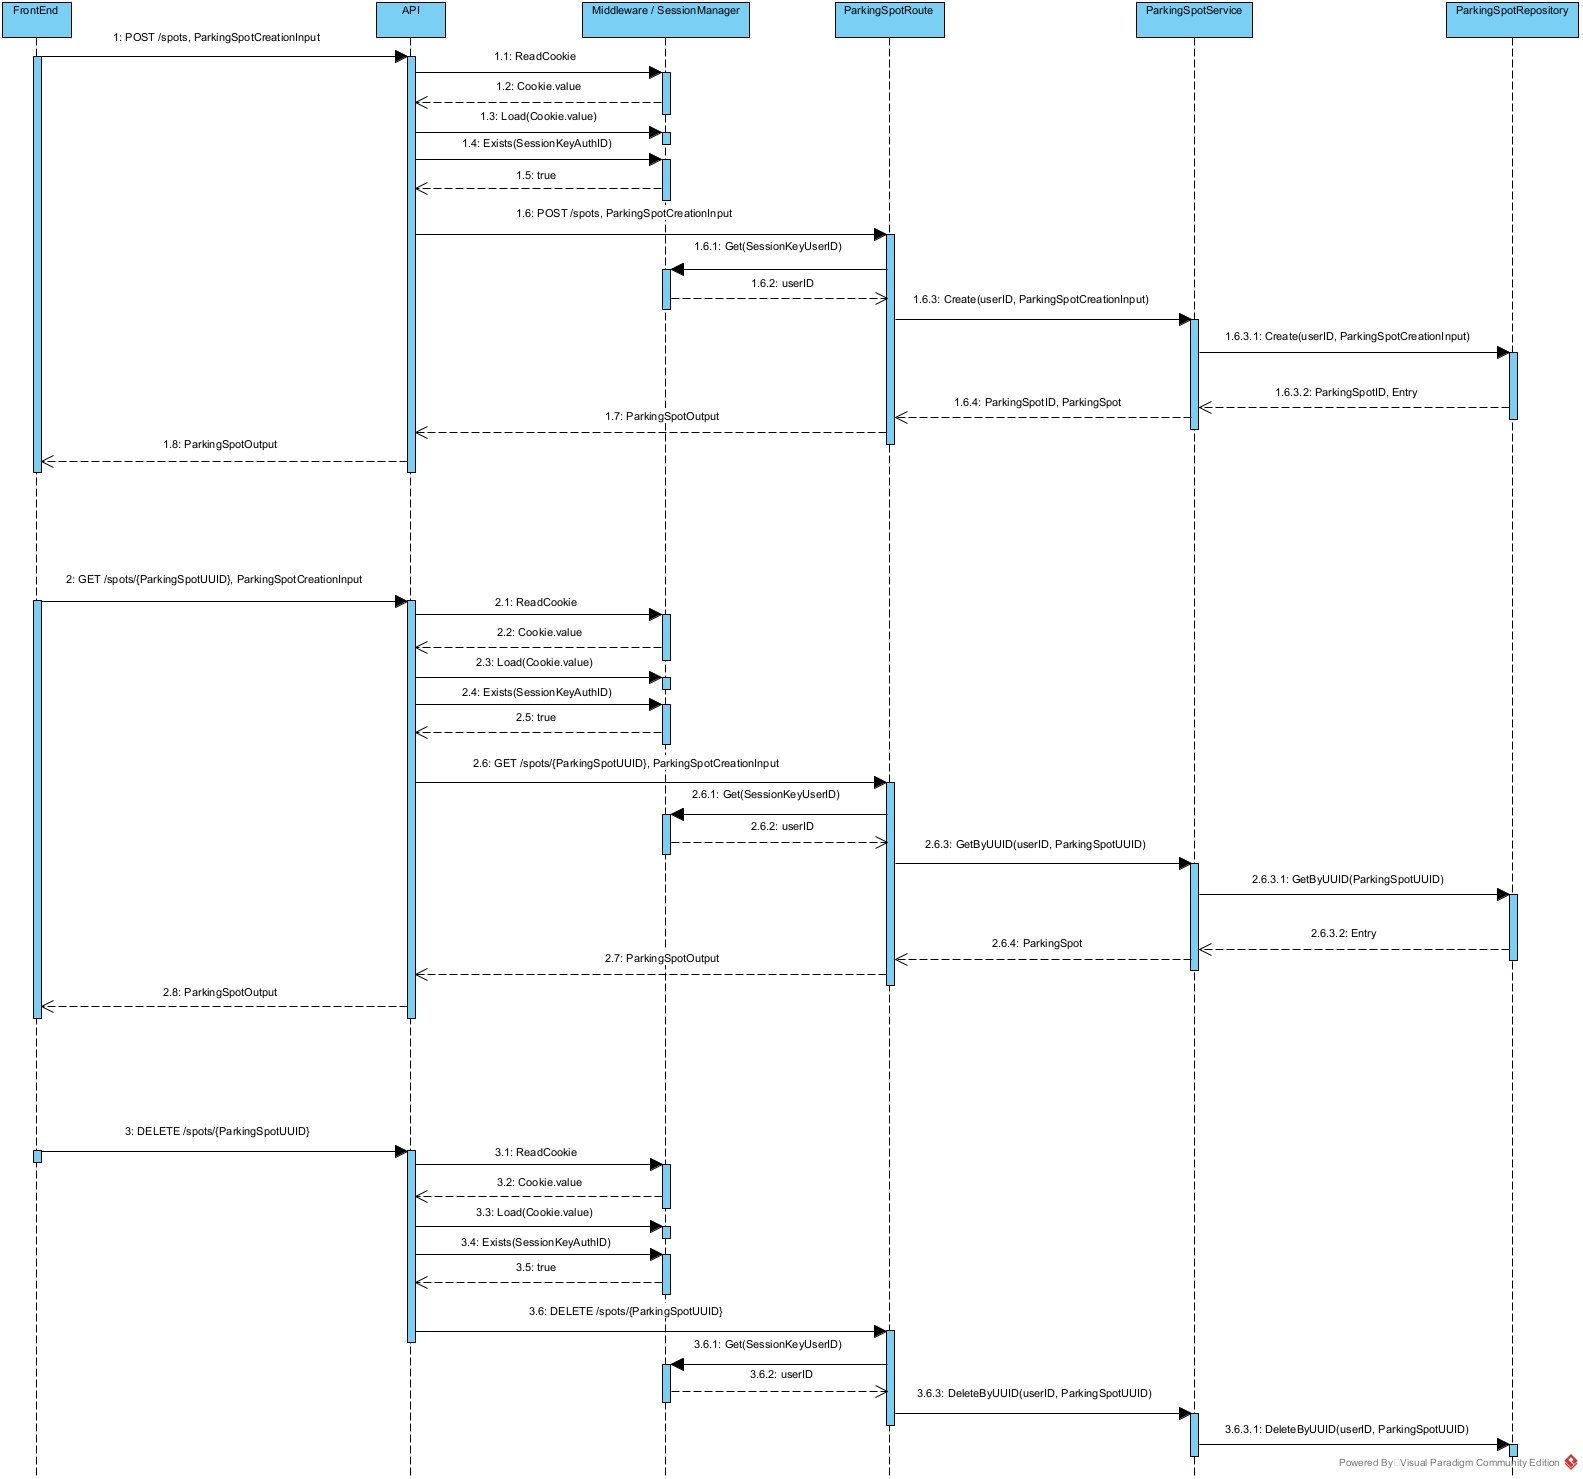 FrontEnd
API
Middleware / SessionManager
ParkingSpotRoute
ParkingSpotService
ParkingSpotRepository
1: POST /spots, ParkingSpotCreationInput
1.1: ReadCookie
1.2: Cookie.value
1.3: Load(Cookie.value)
1.4: Exists(SessionKeyAuthID)
1.5: true
1.6: POST /spots, ParkingSpotCreationInput
1.6.1: Get(SessionKeyUserID)
1.6.2: userID
1.6.3: Create(userID, ParkingSpotCreationInput)
1.6.3.1: Create(userID, ParkingSpotCreationInput)
1.6.3.2: ParkingSpotID, Entry
1.6.4: ParkingSpotID, ParkingSpot
1.7: ParkingSpotOutput
1.8: ParkingSpotOutput
2: GET /spots/{ParkingSpotUUID}, ParkingSpotCreationInput
2.1: ReadCookie
2.2: Cookie.value
2.3: Load(Cookie.value)
2.4: Exists(SessionKeyAuthID)
2.5: true
2.6: GET /spots/{ParkingSpotUUID}, ParkingSpotCreationInput
2.6.1: Get(SessionKeyUserID)
2.6.2: userID
2.6.3: GetByUUID(userID, ParkingSpotUUID)
2.6.3.1: GetByUUID(ParkingSpotUUID)
2.6.3.2: Entry
2.6.4: ParkingSpot
2.7: ParkingSpotOutput
2.8: ParkingSpotOutput
3: DELETE /spots/{ParkingSpotUUID}
3.1: ReadCookie
3.2: Cookie.value
3.3: Load(Cookie.value)
3.4: Exists(SessionKeyAuthID)
3.5: true
3.6: DELETE /spots/{ParkingSpotUUID}
3.6.1: Get(SessionKeyUserID)
3.6.2: userID
3.6.3: DeleteByUUID(userID, ParkingSpotUUID)
3.6.3.1: DeleteByUUID(userID, ParkingSpotUUID)
Powered By Visual Paradigm Community Edition